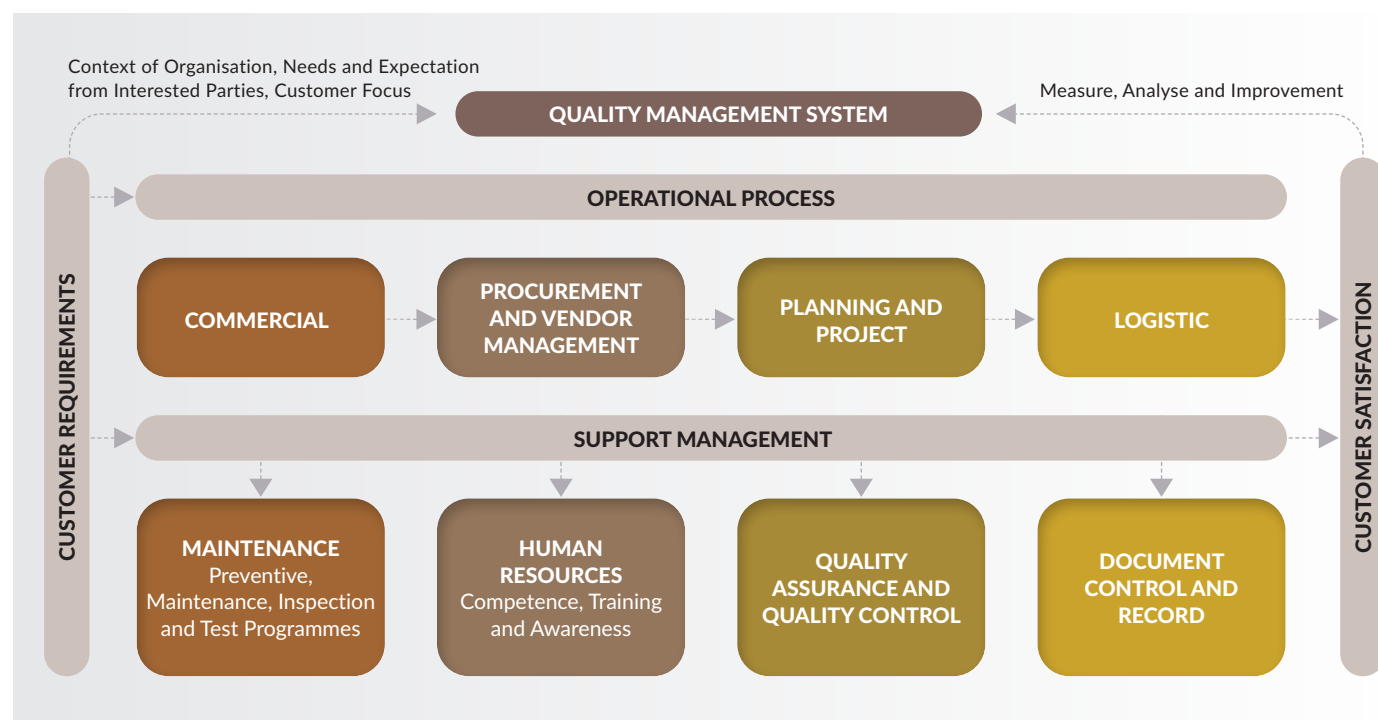 Context of Organisation, Needs and Expectation
from Interested Parties, Customer Focus
Measure, Analyse and Improvement
QUALITY MANAGEMENT SYSTEM
OPERATIONAL PROCESS
CUSTOMER REQUIREMENTS
COMMERCIAL
PROCUREMENT
AND VENDOR
MANAGEMENT
PLANNING AND
PROJECT
LOGISTIC
CUSTOMER SATISFACTION
SUPPORT MANAGEMENT
MAINTENANCE
Preventive,
Maintenance, Inspection
and Test Programmes
HUMAN
RESOURCES
Competence, Training
and Awareness
QUALITY
ASSURANCE AND
QUALITY CONTROL
DOCUMENT
CONTROL AND
RECORD